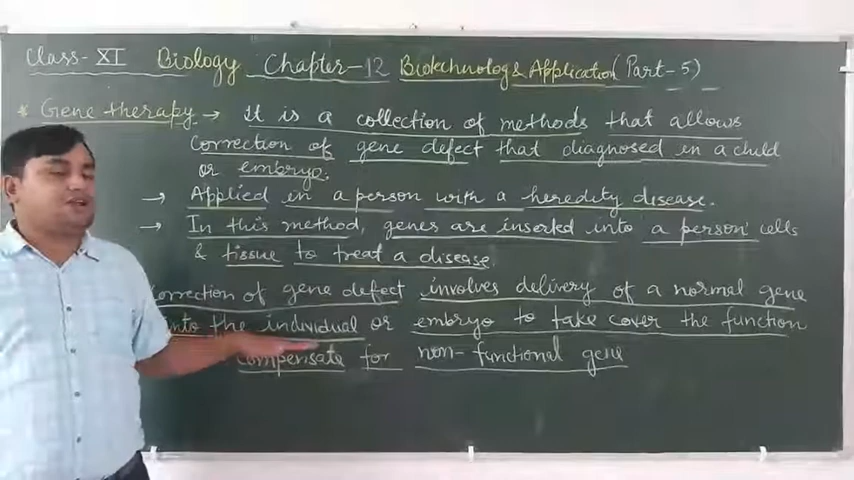 Class-XI Biology Chapter-12 Biotechnology & Application (Part-5)
* Gene therapy → It is a collection of methods that allows
Correction of gene defect that diagnosed in a child
or embryo.
→ Applied in a person with a heredity disease.
→ In this method, genes are inserted into a person' cells
& tissue to treat a disease.
Correction of gene defect involves delivery of a normal gene
into the individual or embryo to take cover the function
compensate for non-functional gene